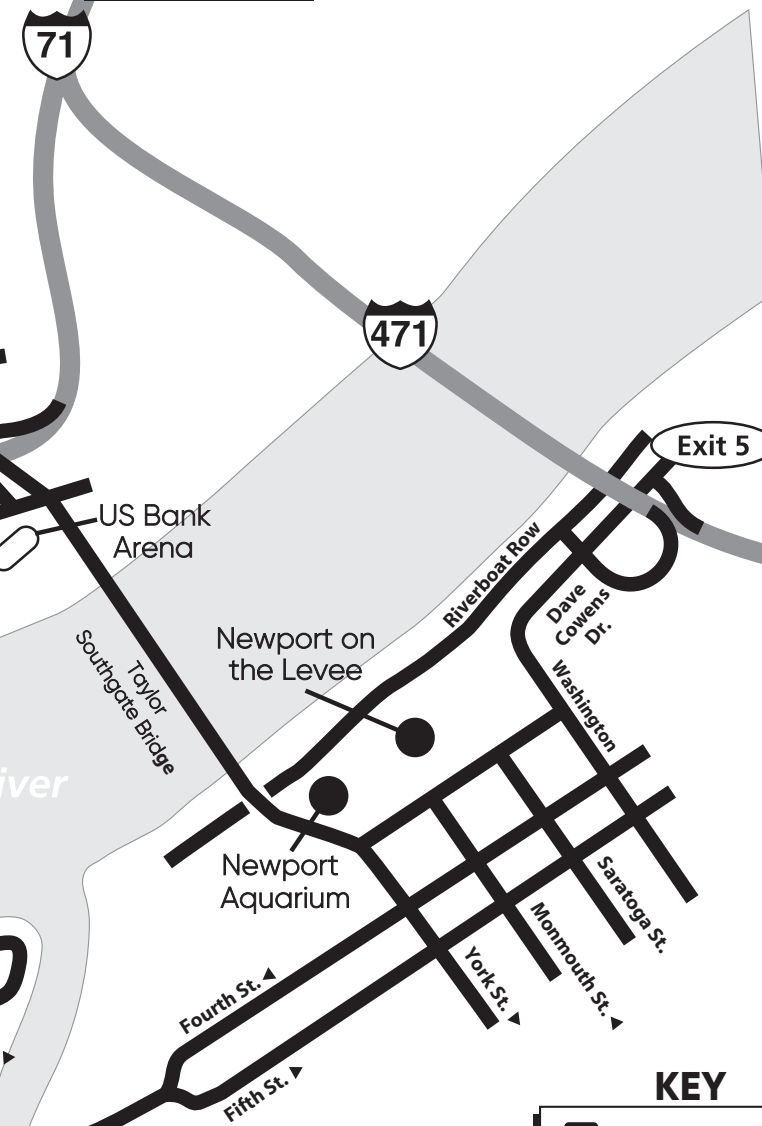 71
471
Exit 5
US Bank
Arena
Riverboat Row
Dave
Cowens
Dr.
Newport on
the Levee
Taylor
Southgate Bridge
Washington
iver
Newport
Aquarium
Saratoga St.
Monmouth St.
York St.
Fourth St.
Fifth St.
KEY